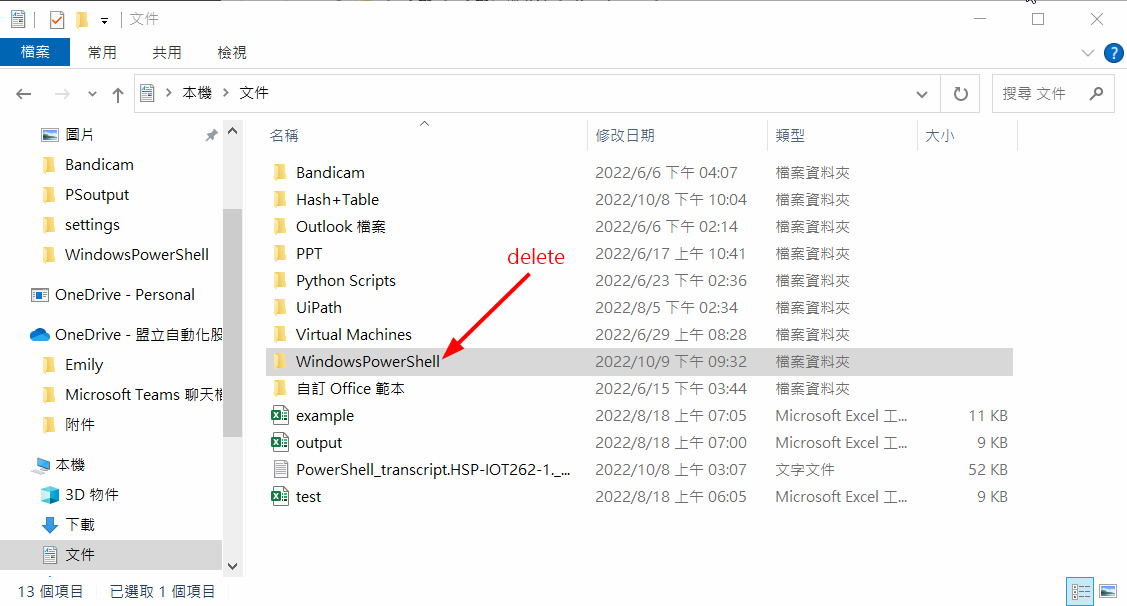 文件
檔案 常用 共用 檢視
本機 文件 搜尋 文件
圖片
Bandicam
PSoutput
settings
WindowsPowerShell
OneDrive - Personal
OneDrive - 盟立自動化股
Emily
Microsoft Teams 聊天檔
附件
本機
3D 物件
下載
文件
名稱 修改日期 類型 大小
Bandicam 2022/6/6 下午 04:07 檔案資料夾
Hash+Table 2022/10/8 下午 10:04 檔案資料夾
Outlook 檔案 2022/6/6 下午 02:14 檔案資料夾
PPT 2022/6/17 上午 10:41 檔案資料夾
delete
Python Scripts 2022/6/23 下午 02:36 檔案資料夾
UiPath 2022/8/5 下午 02:34 檔案資料夾
Virtual Machines 2022/6/29 上午 08:28 檔案資料夾
WindowsPowerShell 2022/10/9 下午 09:32 檔案資料夾
自訂 Office 範本 2022/6/15 下午 03:44 檔案資料夾
example 2022/8/18 上午 07:05 Microsoft Excel 工... 11 KB
output 2022/8/18 上午 07:00 Microsoft Excel 工... 9 KB
PowerShell_transcript.HSP-IOT262-1._... 2022/10/8 上午 03:07 文字文件 52 KB
test 2022/8/18 上午 06:05 Microsoft Excel 工... 9 KB
13 個項目 已選取 1 個項目